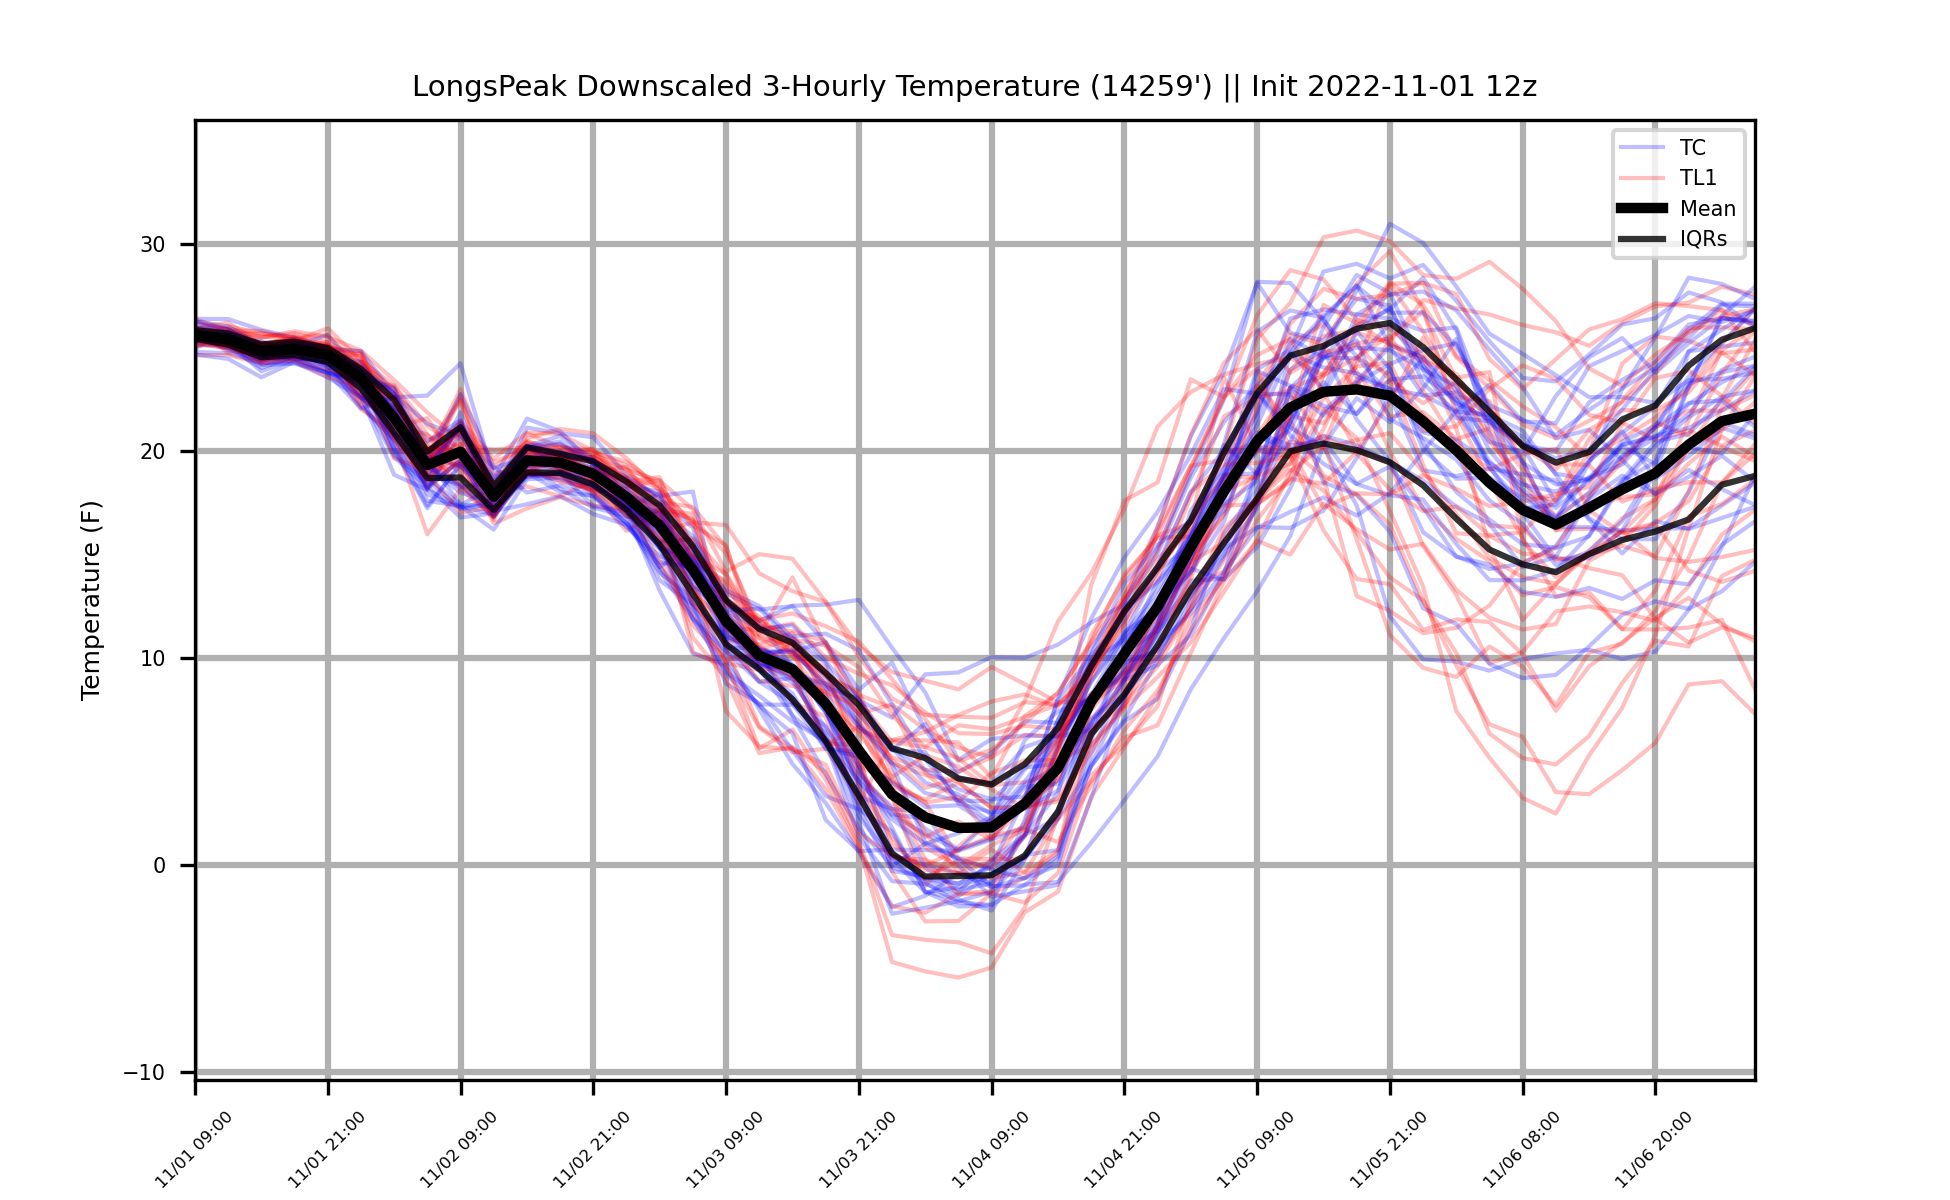 LongsPeak Downscaled 3-Hourly Temperature (14259') || Init 2022-11-01 12z
TC
TL1
Mean
IQRs
Temperature (F)
30
20
10
0
−10
11/01 09:00
11/01 21:00
11/02 09:00
11/02 21:00
11/03 09:00
11/03 21:00
11/04 09:00
11/04 21:00
11/05 09:00
11/05 21:00
11/06 08:00
11/06 20:00